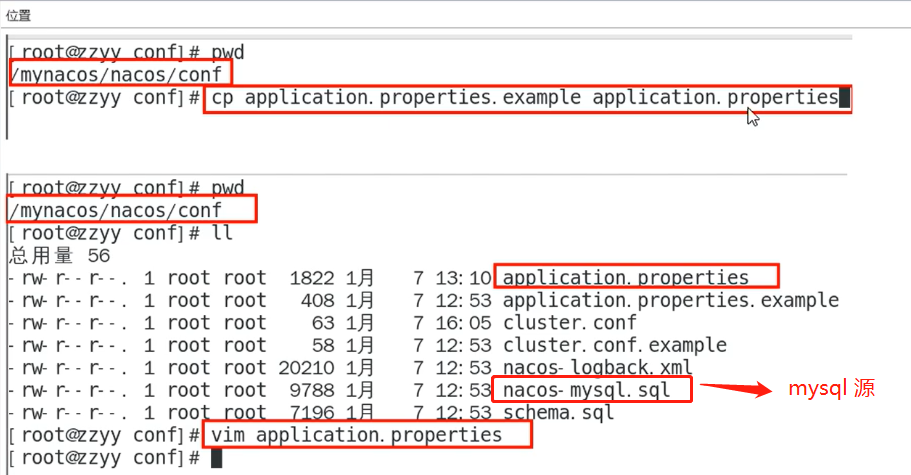 位置
[root@zzyy conf]# pwd
/mynacos/nacos/conf
[root@zzyy conf]# cp application.properties.example application.properties
[root@zzyy conf]# pwd
/mynacos/nacos/conf
[root@zzyy conf]# ll
总用量 56
-rw-r--r--. 1 root root 1822 1月 7 13:10 application.properties
-rw-r--r--. 1 root root 408 1月 7 12:53 application.properties.example
-rw-r--r--. 1 root root 63 1月 7 16:05 cluster.conf
-rw-r--r--. 1 root root 58 1月 7 12:53 cluster.conf.example
-rw-r--r--. 1 root root 20210 1月 7 12:53 nacos-logback.xml
-rw-r--r--. 1 root root 9788 1月 7 12:53 nacos-mysql.sql mysql 源
-rw-r--r--. 1 root root 7196 1月 7 12:53 schema.sql
[root@zzyy conf]# vim application.properties
[root@zzyy conf]#